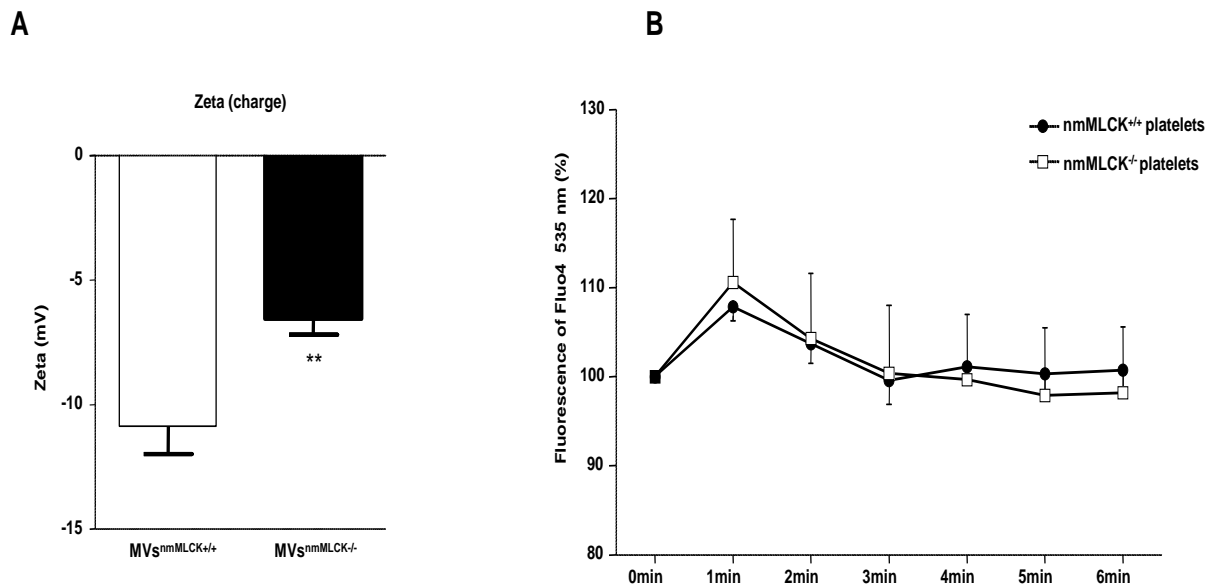 A
B
Zeta (charge)
Zeta (mV)
0
-5
-10
-15
MVsnmMLCK+/+
MVsnmMLCK-/-
**
Fluorescence of Fluo4 535 nm (%)
130
120
110
100
90
80
nmMLCK+/+ platelets
nmMLCK-/- platelets
0min 1min 2min 3min 4min 5min 6min